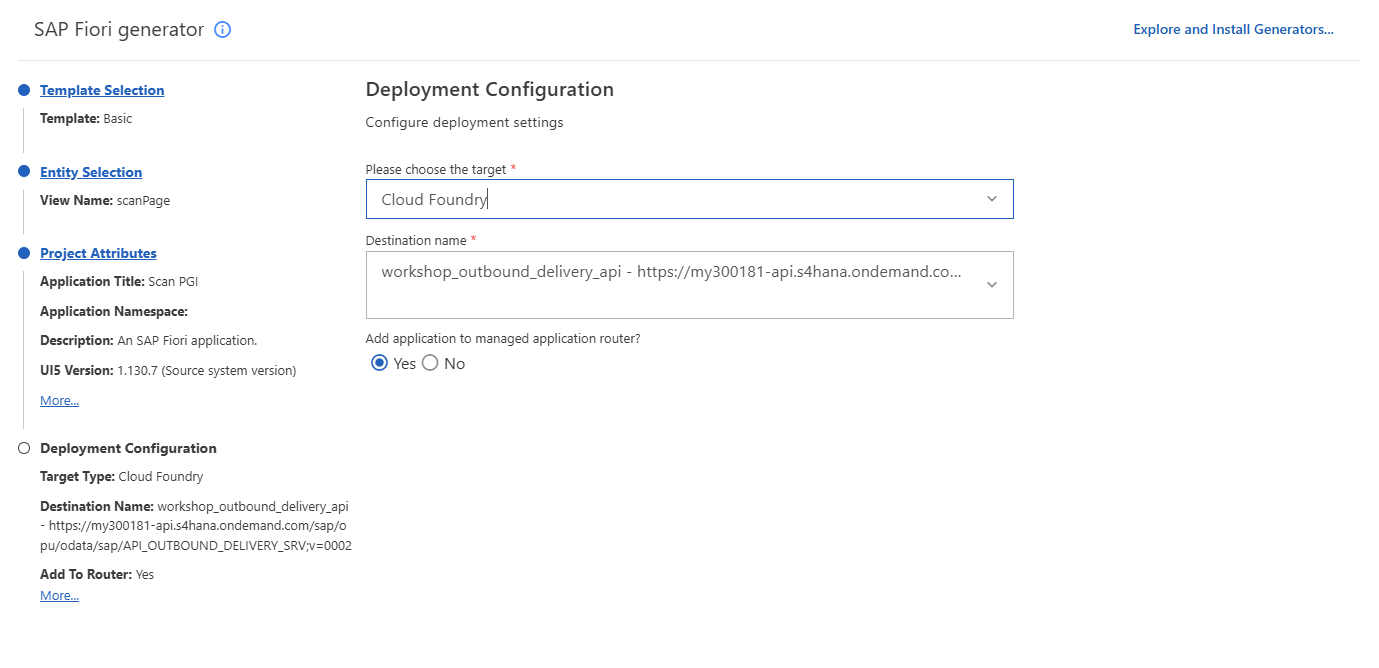 SAP Fiori generator
Explore and Install Generators...
Template Selection
Template: Basic
Entity Selection
View Name: scanPage
Project Attributes
Application Title: Scan PGI
Application Namespace:
Description: An SAP Fiori application.
UI5 Version: 1.130.7 (Source system version)
More...
Deployment Configuration
Target Type: Cloud Foundry
Destination Name: workshop_outbound_delivery_api
- https://my300181-api.s4hana.ondemand.com/sap/o
pu/odata/sap/API_OUTBOUND_DELIVERY_SRV;v=0002
Add To Router: Yes
More...
Deployment Configuration
Configure deployment settings
Please choose the target *
Cloud Foundry
Destination name *
workshop_outbound_delivery_api - https://my300181-api.s4hana.ondemand.co...
Add application to managed application router?
Yes No